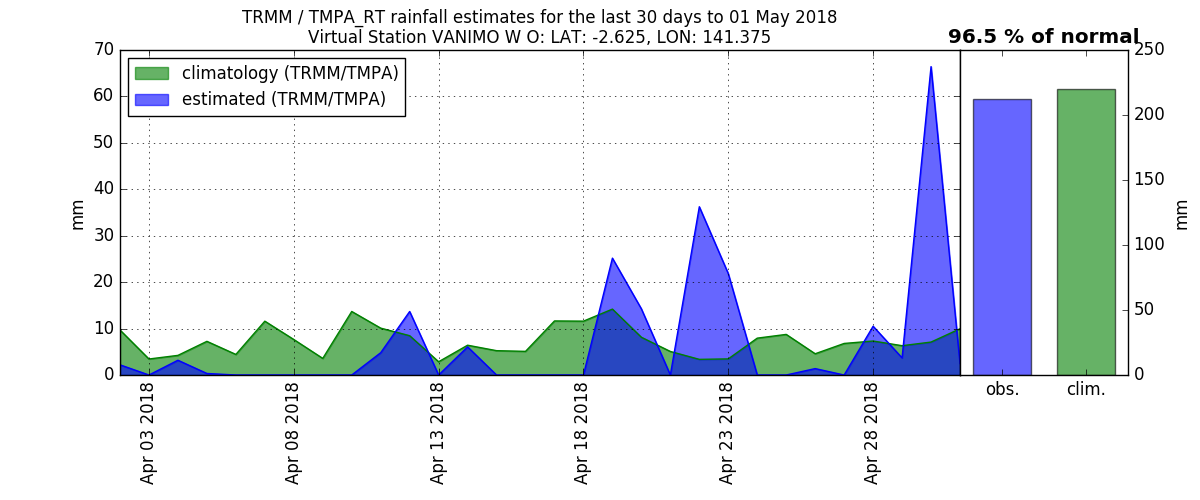 TRMM / TMPA_RT rainfall estimates for the last 30 days to 01 May 2018
Virtual Station VANIMO W O: LAT: -2.625, LON: 141.375
96.5 % of normal
climatology (TRMM/TMPA)
estimated (TRMM/TMPA)
70
60
50
40
30
20
10
0
mm
250
200
150
100
50
0
mm
Apr 03 2018
Apr 08 2018
Apr 13 2018
Apr 18 2018
Apr 23 2018
Apr 28 2018
obs.
clim.